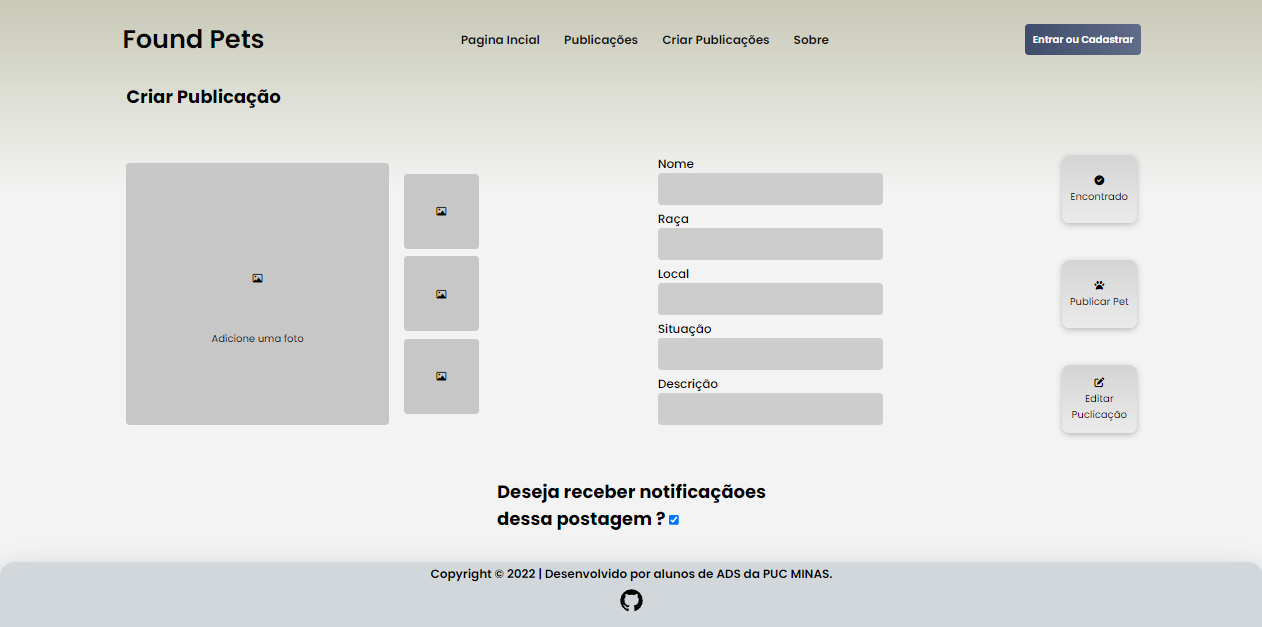 Found Pets
Pagina Incial
Publicações
Criar Publicações
Sobre
Entrar ou Cadastrar
Criar Publicação
Adicione uma foto
Nome
Raça
Local
Situação
Descrição
Encontrado
Publicar Pet
Editar
Puclicação
Deseja receber notificaçãoes
dessa postagem ?
Copyright © 2022 | Desenvolvido por alunos de ADS da PUC MINAS.